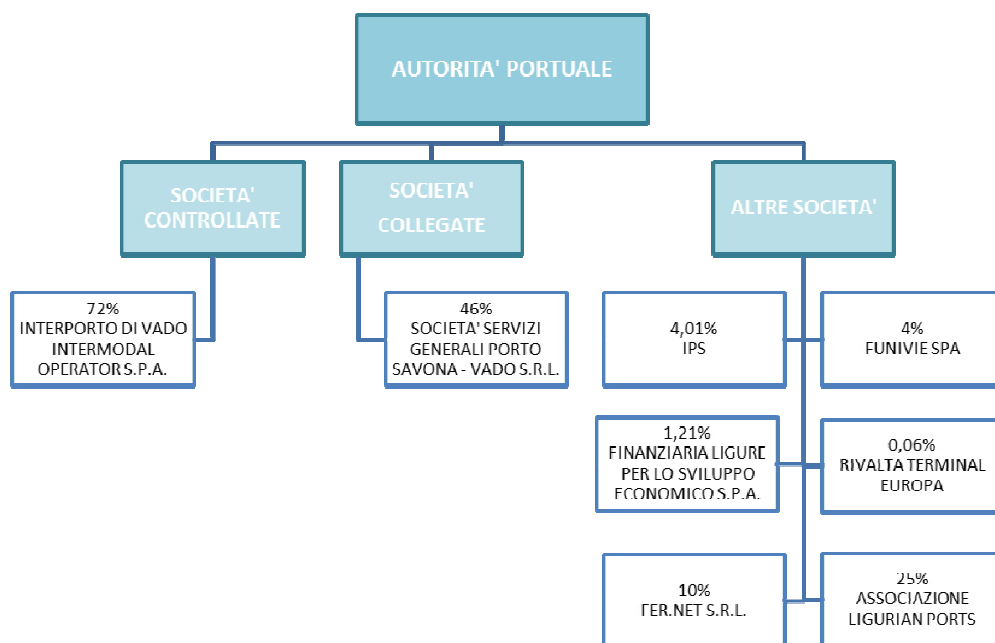 AUTORITA' PORTUALE
SOCIETA'
CONTROLLATE
SOCIETA'
COLLEGATE
ALTRE SOCIETA'
72%
INTERPORTO DI VADO
INTERMODAL
OPERATOR S.P.A.
46%
SOCIETA' SERVIZI
GENERALI PORTO
SAVONA - VADO S.R.L.
4,01%
IPS
4%
FUNIVIE SPA
1,21%
FINANZIARIA LIGURE
PER LO SVILUPPO
ECONOMICO S.P.A.
0,06%
RIVALTA TERMINAL
EUROPA
10%
FER.NET S.R.L.
25%
ASSOCIAZIONE
LIGURIAN PORTS